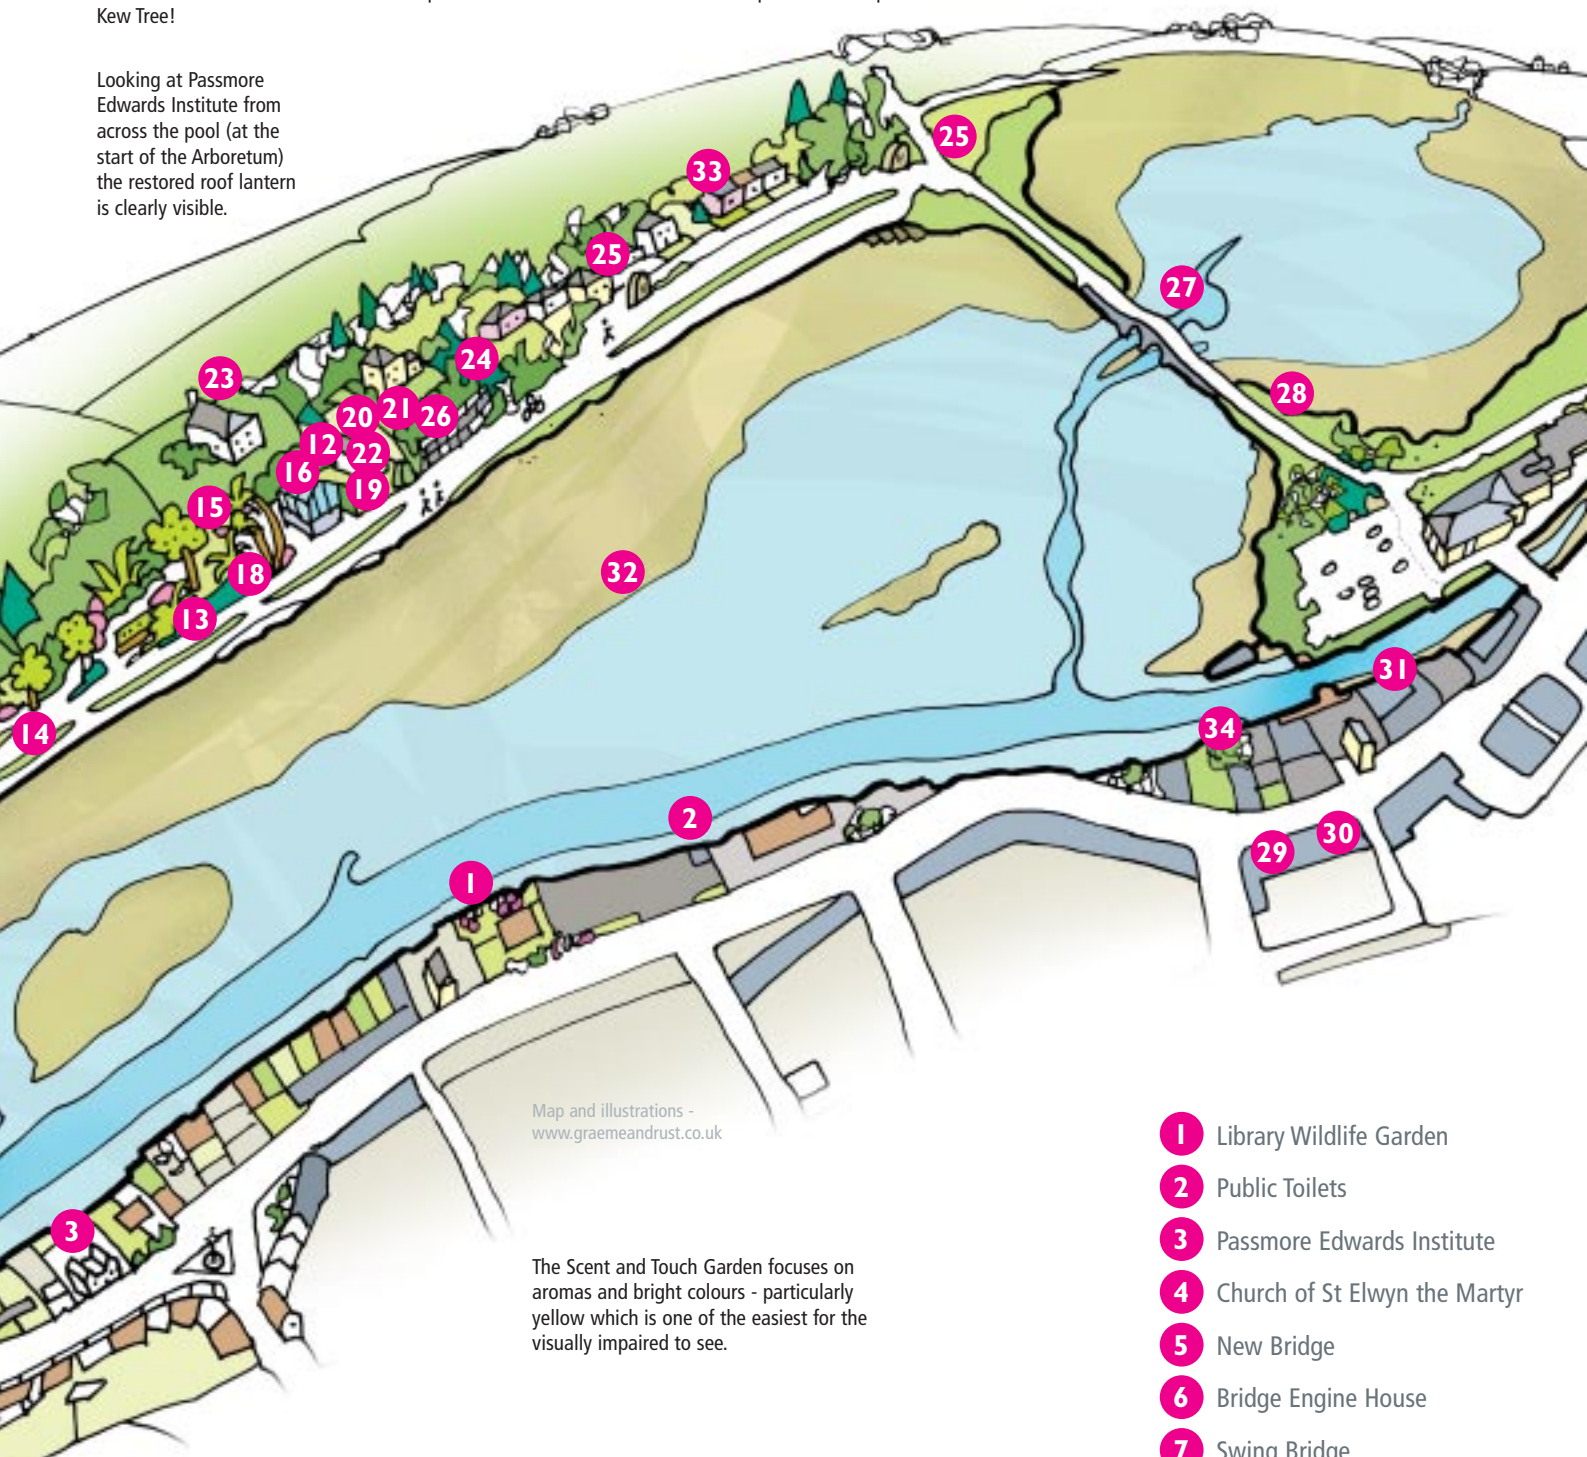 Kew Tree!
Looking at Passmore
Edwards Institute from
across the pool (at the
start of the Arboretum)
the restored roof lantern
is clearly visible.
25
33
25
27
24
23
28
21
20
26
12
22
16
19
15
32
18
13
31
14
34
2
30
29
1
3
Map and illustrations -
www.graemeandrust.co.uk
The Scent and Touch Garden focuses on
aromas and bright colours - particularly
yellow which is one of the easiest for the
visually impaired to see.
1 Library Wildlife Garden
2 Public Toilets
3 Passmore Edwards Institute
4 Church of St Elwyn the Martyr
5 New Bridge
6 Bridge Engine House
7 Swing Bridge